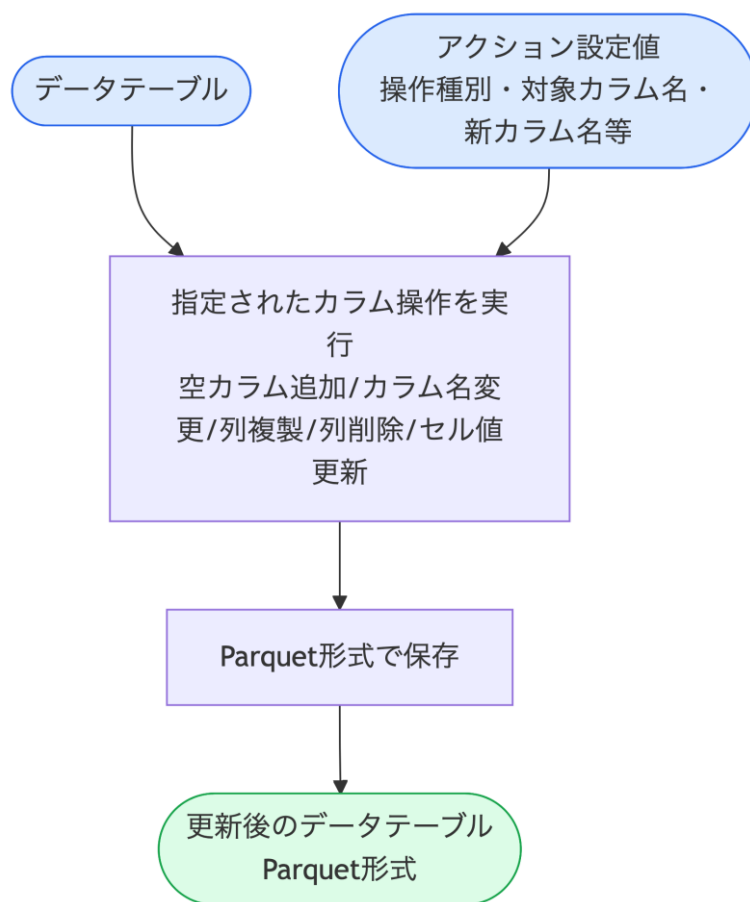 データテーブル
アクション設定値
操作種別・対象カラム名・
新カラム名等
指定されたカラム操作を実
行
空カラム追加/カラム名変
更/列複製/列削除/セル値
更新
Parquet形式で保存
更新後のデータテーブル
Parquet形式